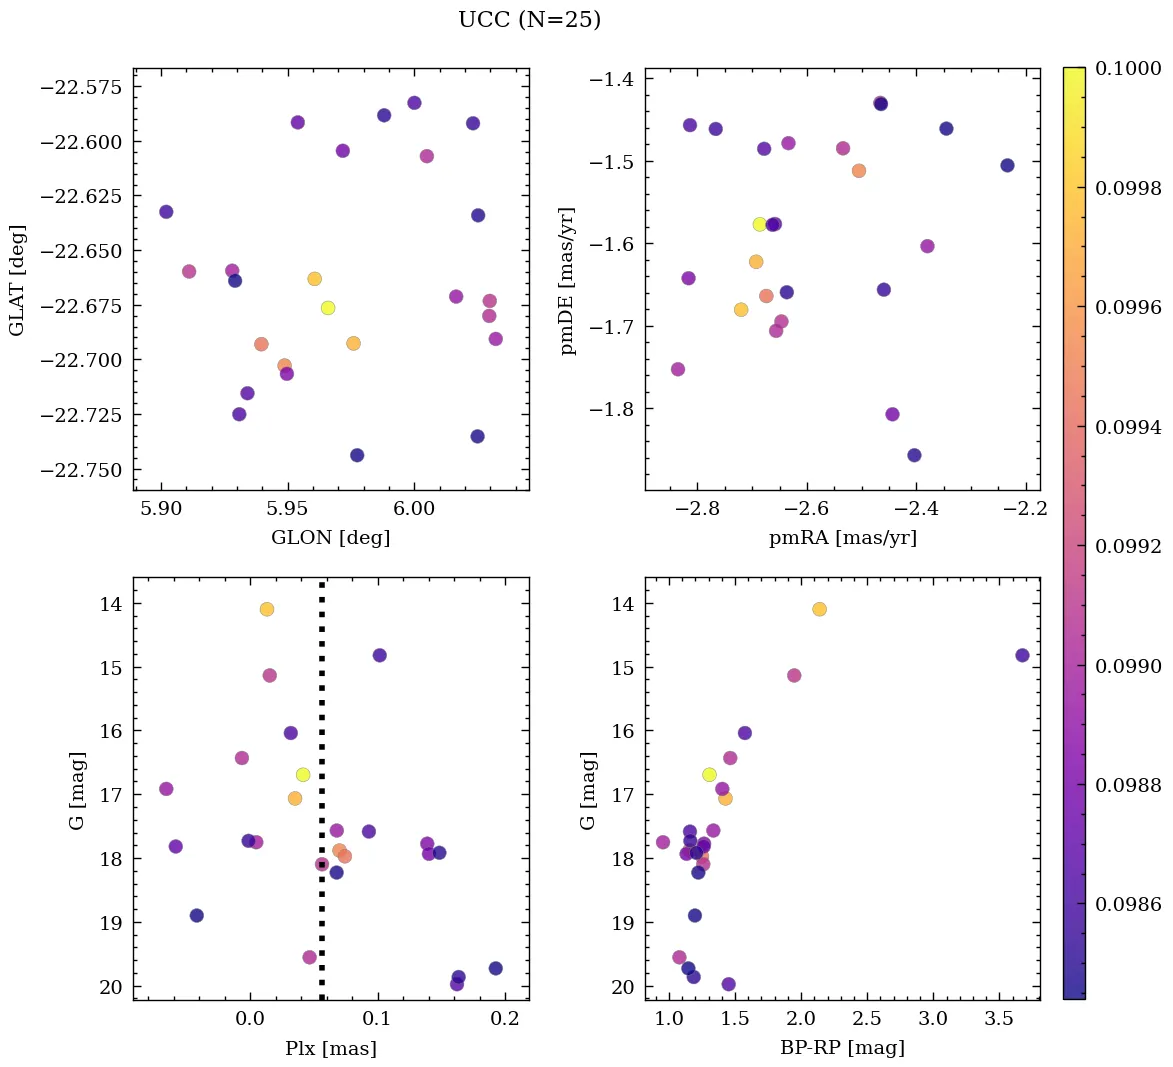 UCC (N=25)
−22.575
−22.600
−22.625
−22.650
−22.675
−22.700
−22.725
−22.750
GLAT [deg]
5.90 5.95 6.00
GLON [deg]
−1.4
−1.5
−1.6
−1.7
−1.8
pmDE [mas/yr]
−2.8 −2.6 −2.4 −2.2
pmRA [mas/yr]
14
15
16
17
18
19
20
G [mag]
0.0 0.1 0.2
Plx [mas]
14
15
16
17
18
19
20
G [mag]
1.0 1.5 2.0 2.5 3.0 3.5
BP-RP [mag]
0.1000
0.0998
0.0996
0.0994
0.0992
0.0990
0.0988
0.0986